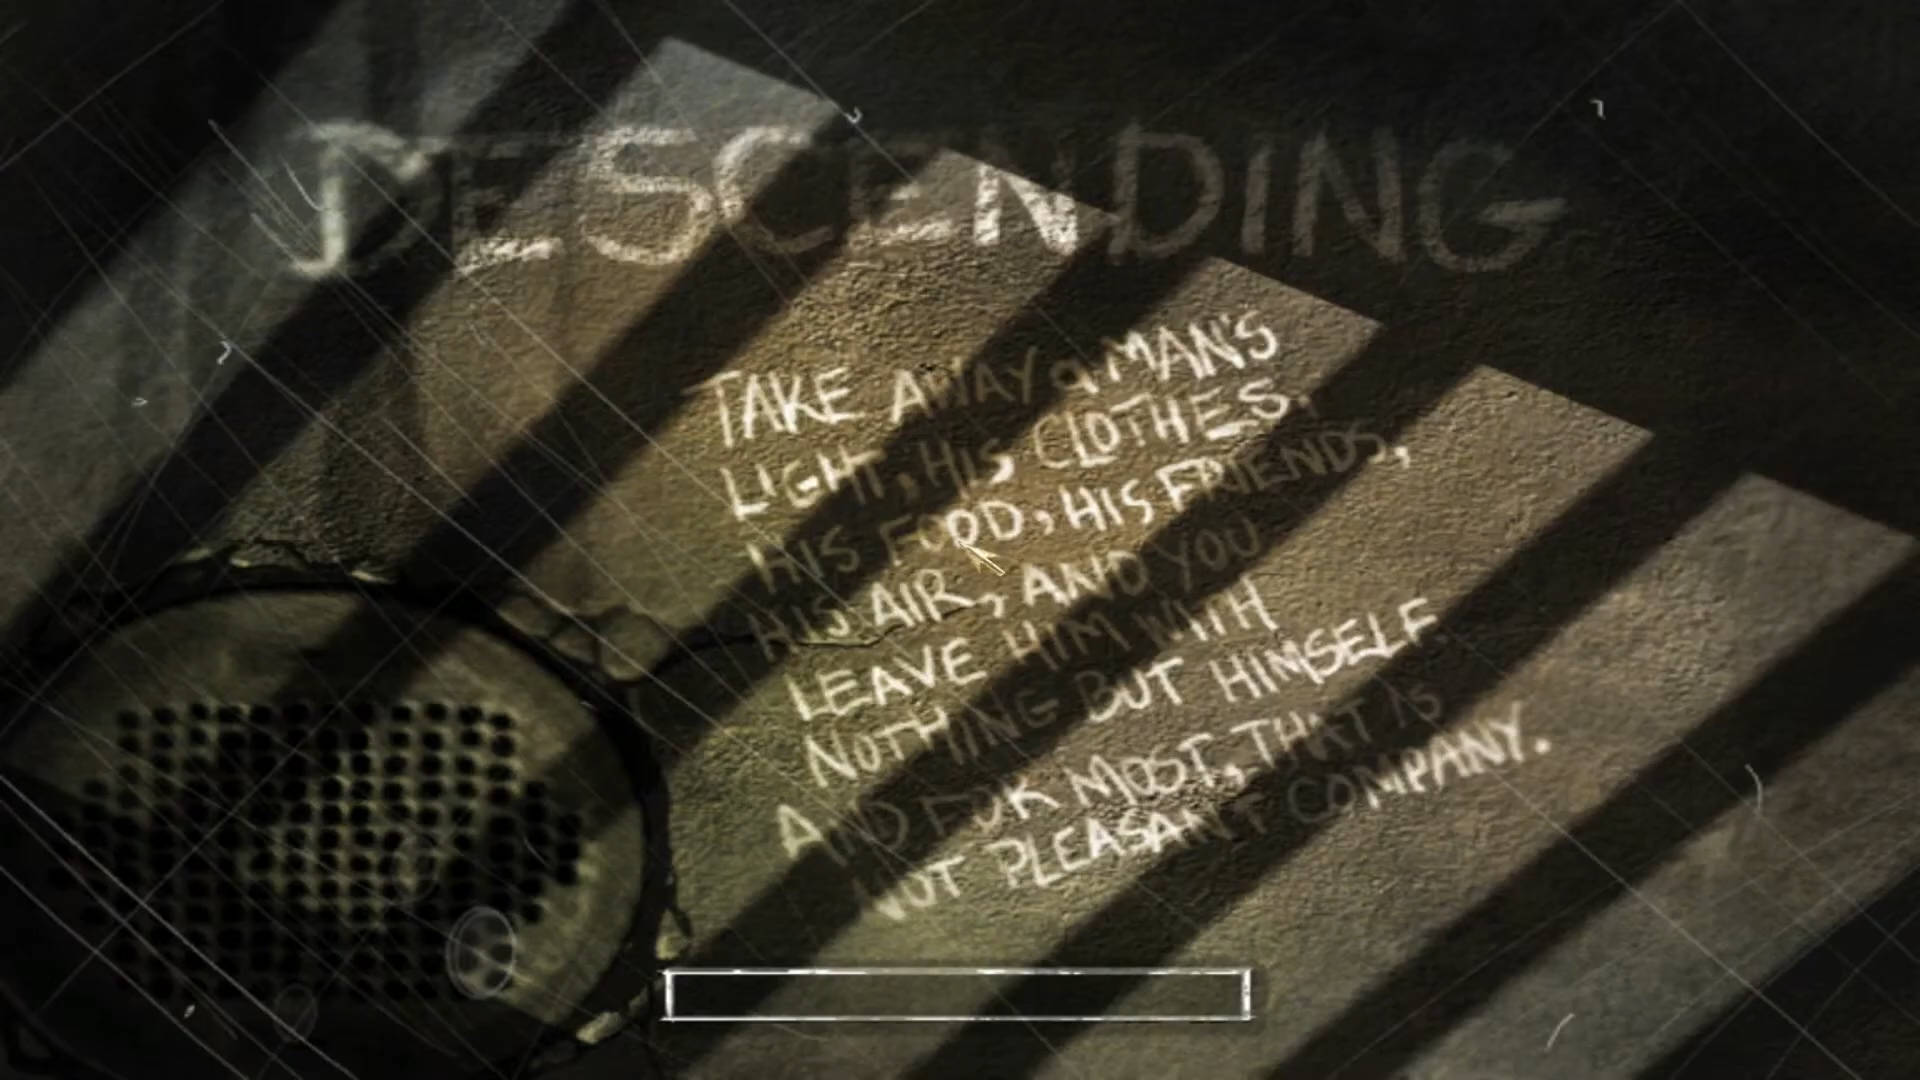 DESCENDING
TAKE AWAY a MAN'S
LIGHT, HIS CLOTHES,
HIS FOOD, HIS FRIENDS,
HIS AIR, AND YOU
LEAVE HIM WITH
NOTHING BUT HIMSELF.
AND FOR MOST, THAT IS
NOT PLEASANT COMPANY.